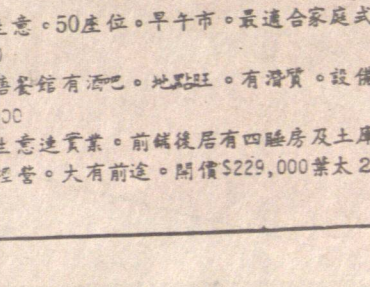 生意。50座位。早午市。最適合家庭式
餐館有酒吧。地點旺。有潛質。設備
00
生意連實業。前舖後居有四睡房及土庫
經營。大有前途。開價$229,000葉太2